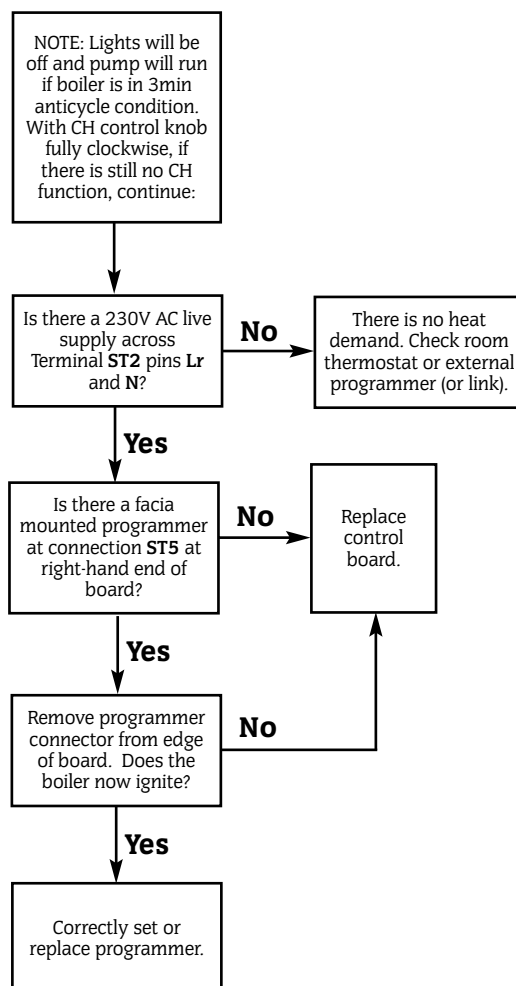 NOTE: Lights will be
off and pump will run
if boiler is in 3min
anticycle condition.
With CH control knob
fully clockwise, if
there is still no CH
function, continue:
Is there a 230V AC live
supply across
Terminal ST2 pins Lr
and N?
No
There is no heat
demand. Check room
thermostat or external
programmer (or link).
Yes
Is there a facia
mounted programmer
at connection ST5 at
right-hand end of
board?
No
Replace
control
board.
Yes
Remove programmer
connector from edge
of board. Does the
boiler now ignite?
No
Yes
Correctly set or
replace programmer.